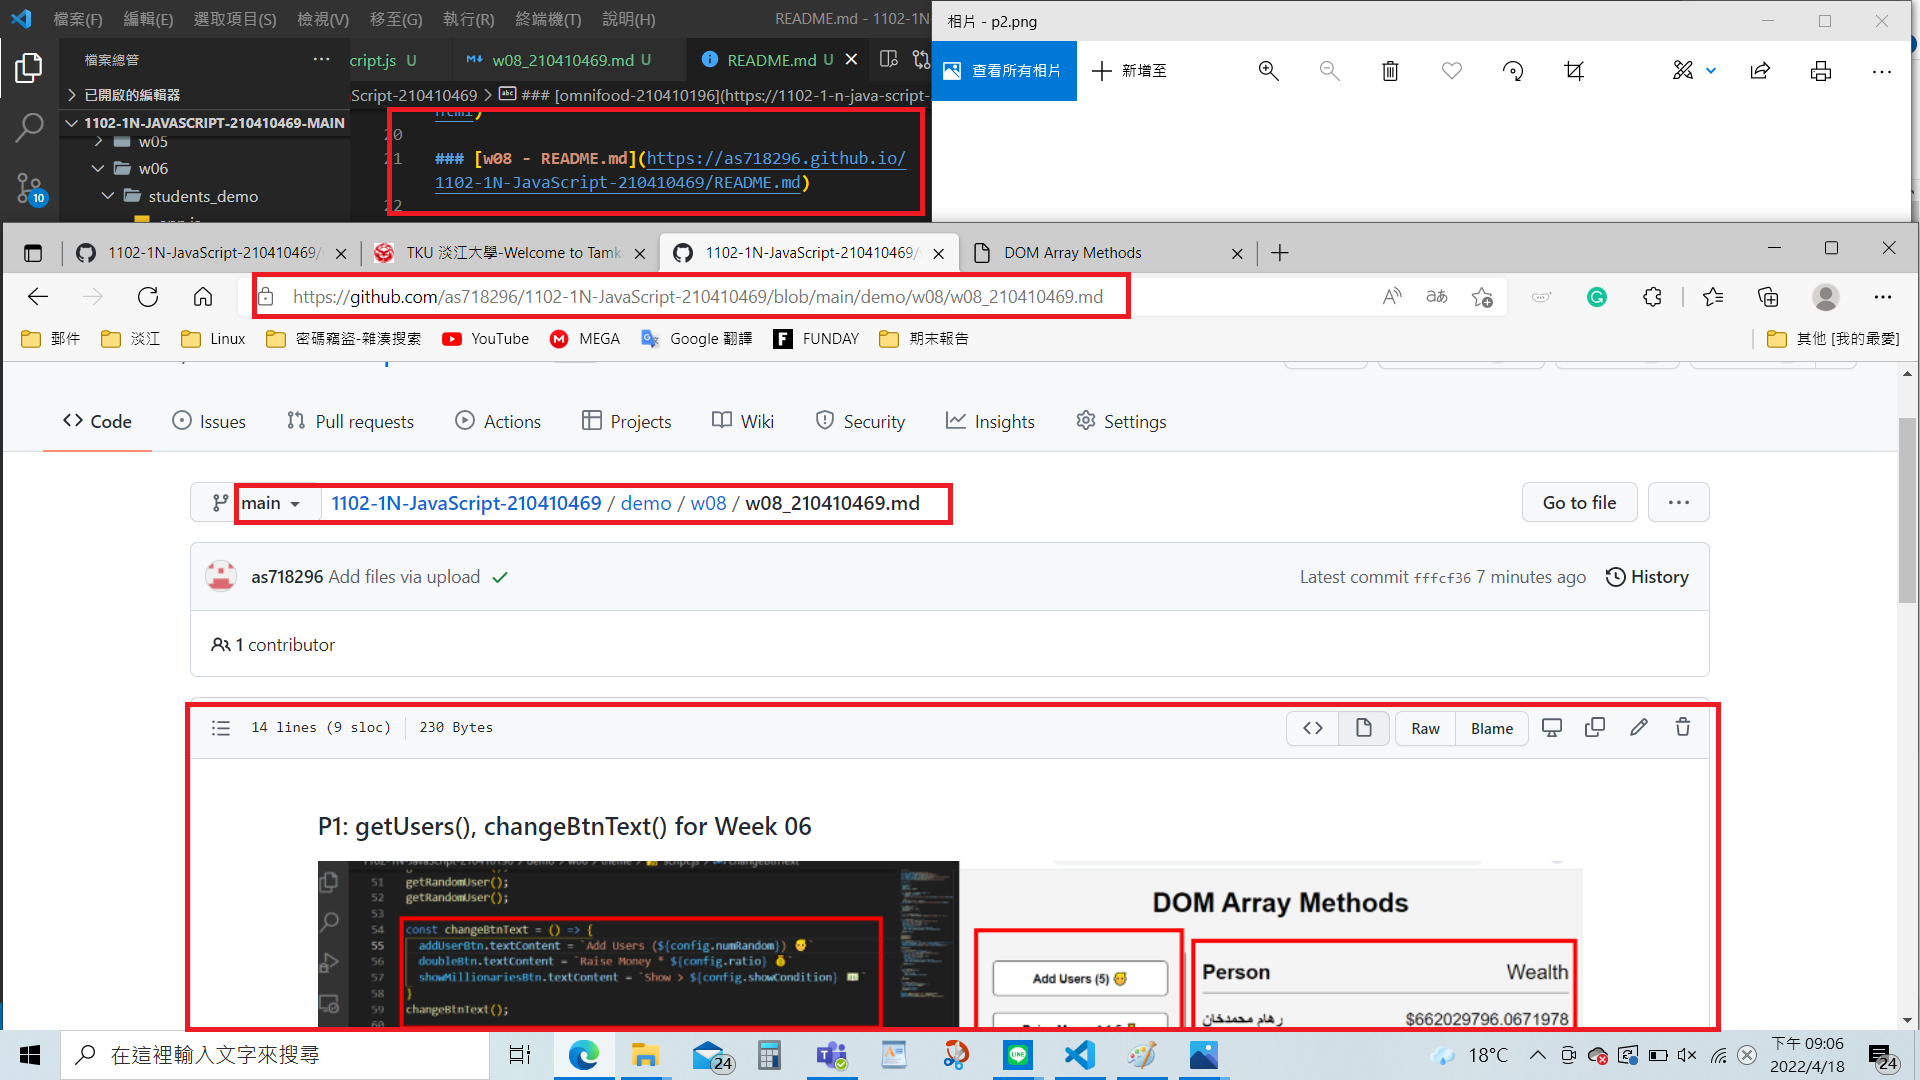 檔案(F) 編輯(E) 選取項目(S) 檢視(V) 移至(G) 執行(R) 終端機(T) 說明(H) README.md - 1102-1N
相片 - p2.png
檔案總管
cript.js U w08_210410469.md U README.md U
查看所有相片 新增至
已開啟的編輯器
Script-210410469 > ### [omnifood-210410196](https://1102-1-n-java-script-
1102-1N-JAVASCRIPT-210410469-MAIN
w05
w06
students_demo
10
html)
20
21 ### [w08 - README.md](https://as718296.github.io/
1102-1N-JavaScript-210410469/README.md)
22
1102-1N-JavaScript-210410469/ TKU 淡江大學-Welcome to Tamk 1102-1N-JavaScript-210410469/ DOM Array Methods
https://github.com/as718296/1102-1N-JavaScript-210410469/blob/main/demo/w08/w08_210410469.md
郵件 淡江 Linux 密碼竊盜-雜湊搜索 YouTube MEGA Google 翻譯 FUNDAY 期末報告 其他 [我的最愛]
Code Issues Pull requests Actions Projects Wiki Security Insights Settings
main 1102-1N-JavaScript-210410469 / demo / w08 / w08_210410469.md Go to file
as718296 Add files via upload Latest commit fffcf36 7 minutes ago History
1 contributor
14 lines (9 sloc) 230 Bytes Raw Blame
P1: getUsers(), changeBtnText() for Week 06
51 getRandomUser();
52 getRandomUser();
53
54 const changeBtnText = () => {
55 addUserBtn.textContent = `Add Users (${config.numRandom}) 👱`
56 doubleBtn.textContent = `Raise Money * ${config.ratio} 💰`
57 showMillionariesBtn.textContent = `Show > ${config.showCondition} 💵`
58 }
59 changeBtnText();
60
DOM Array Methods
Add Users (5) 👱
Person Wealth
رهام محمدخان $662029796.0671978
在這裡輸入文字來搜尋
24
18°C
下午 09:06
2022/4/18
24